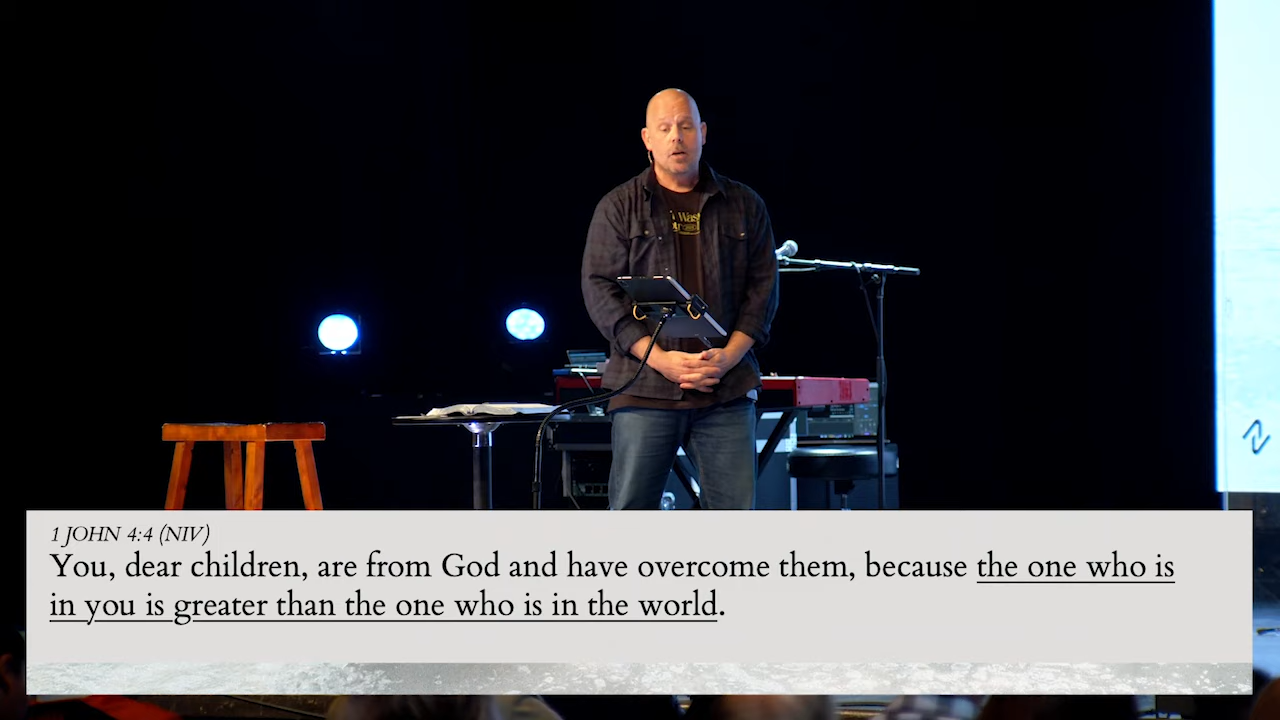 1 JOHN 4:4 (NIV)
You, dear children, are from God and have overcome them, because the one who is
in you is greater than the one who is in the world.